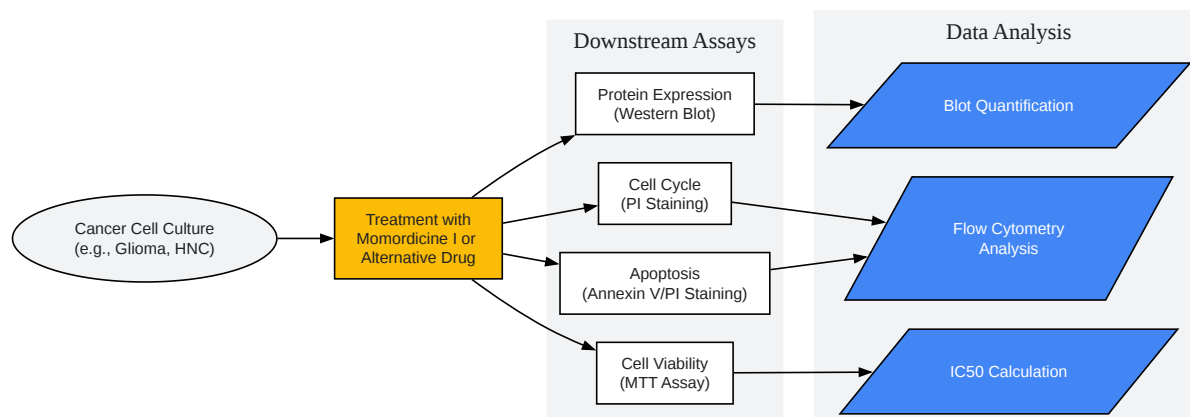 Downstream Assays
Data Analysis
Protein Expression
(Western Blot)
Blot Quantification
Cell Cycle
(PI Staining)
Cancer Cell Culture
(e.g., Glioma, HNC)
Treatment with
Momordicine I or
Alternative Drug
Flow Cytometry
Analysis
Apoptosis
(Annexin V/PI Staining)
Cell Viability
(MTT Assay)
IC50 Calculation